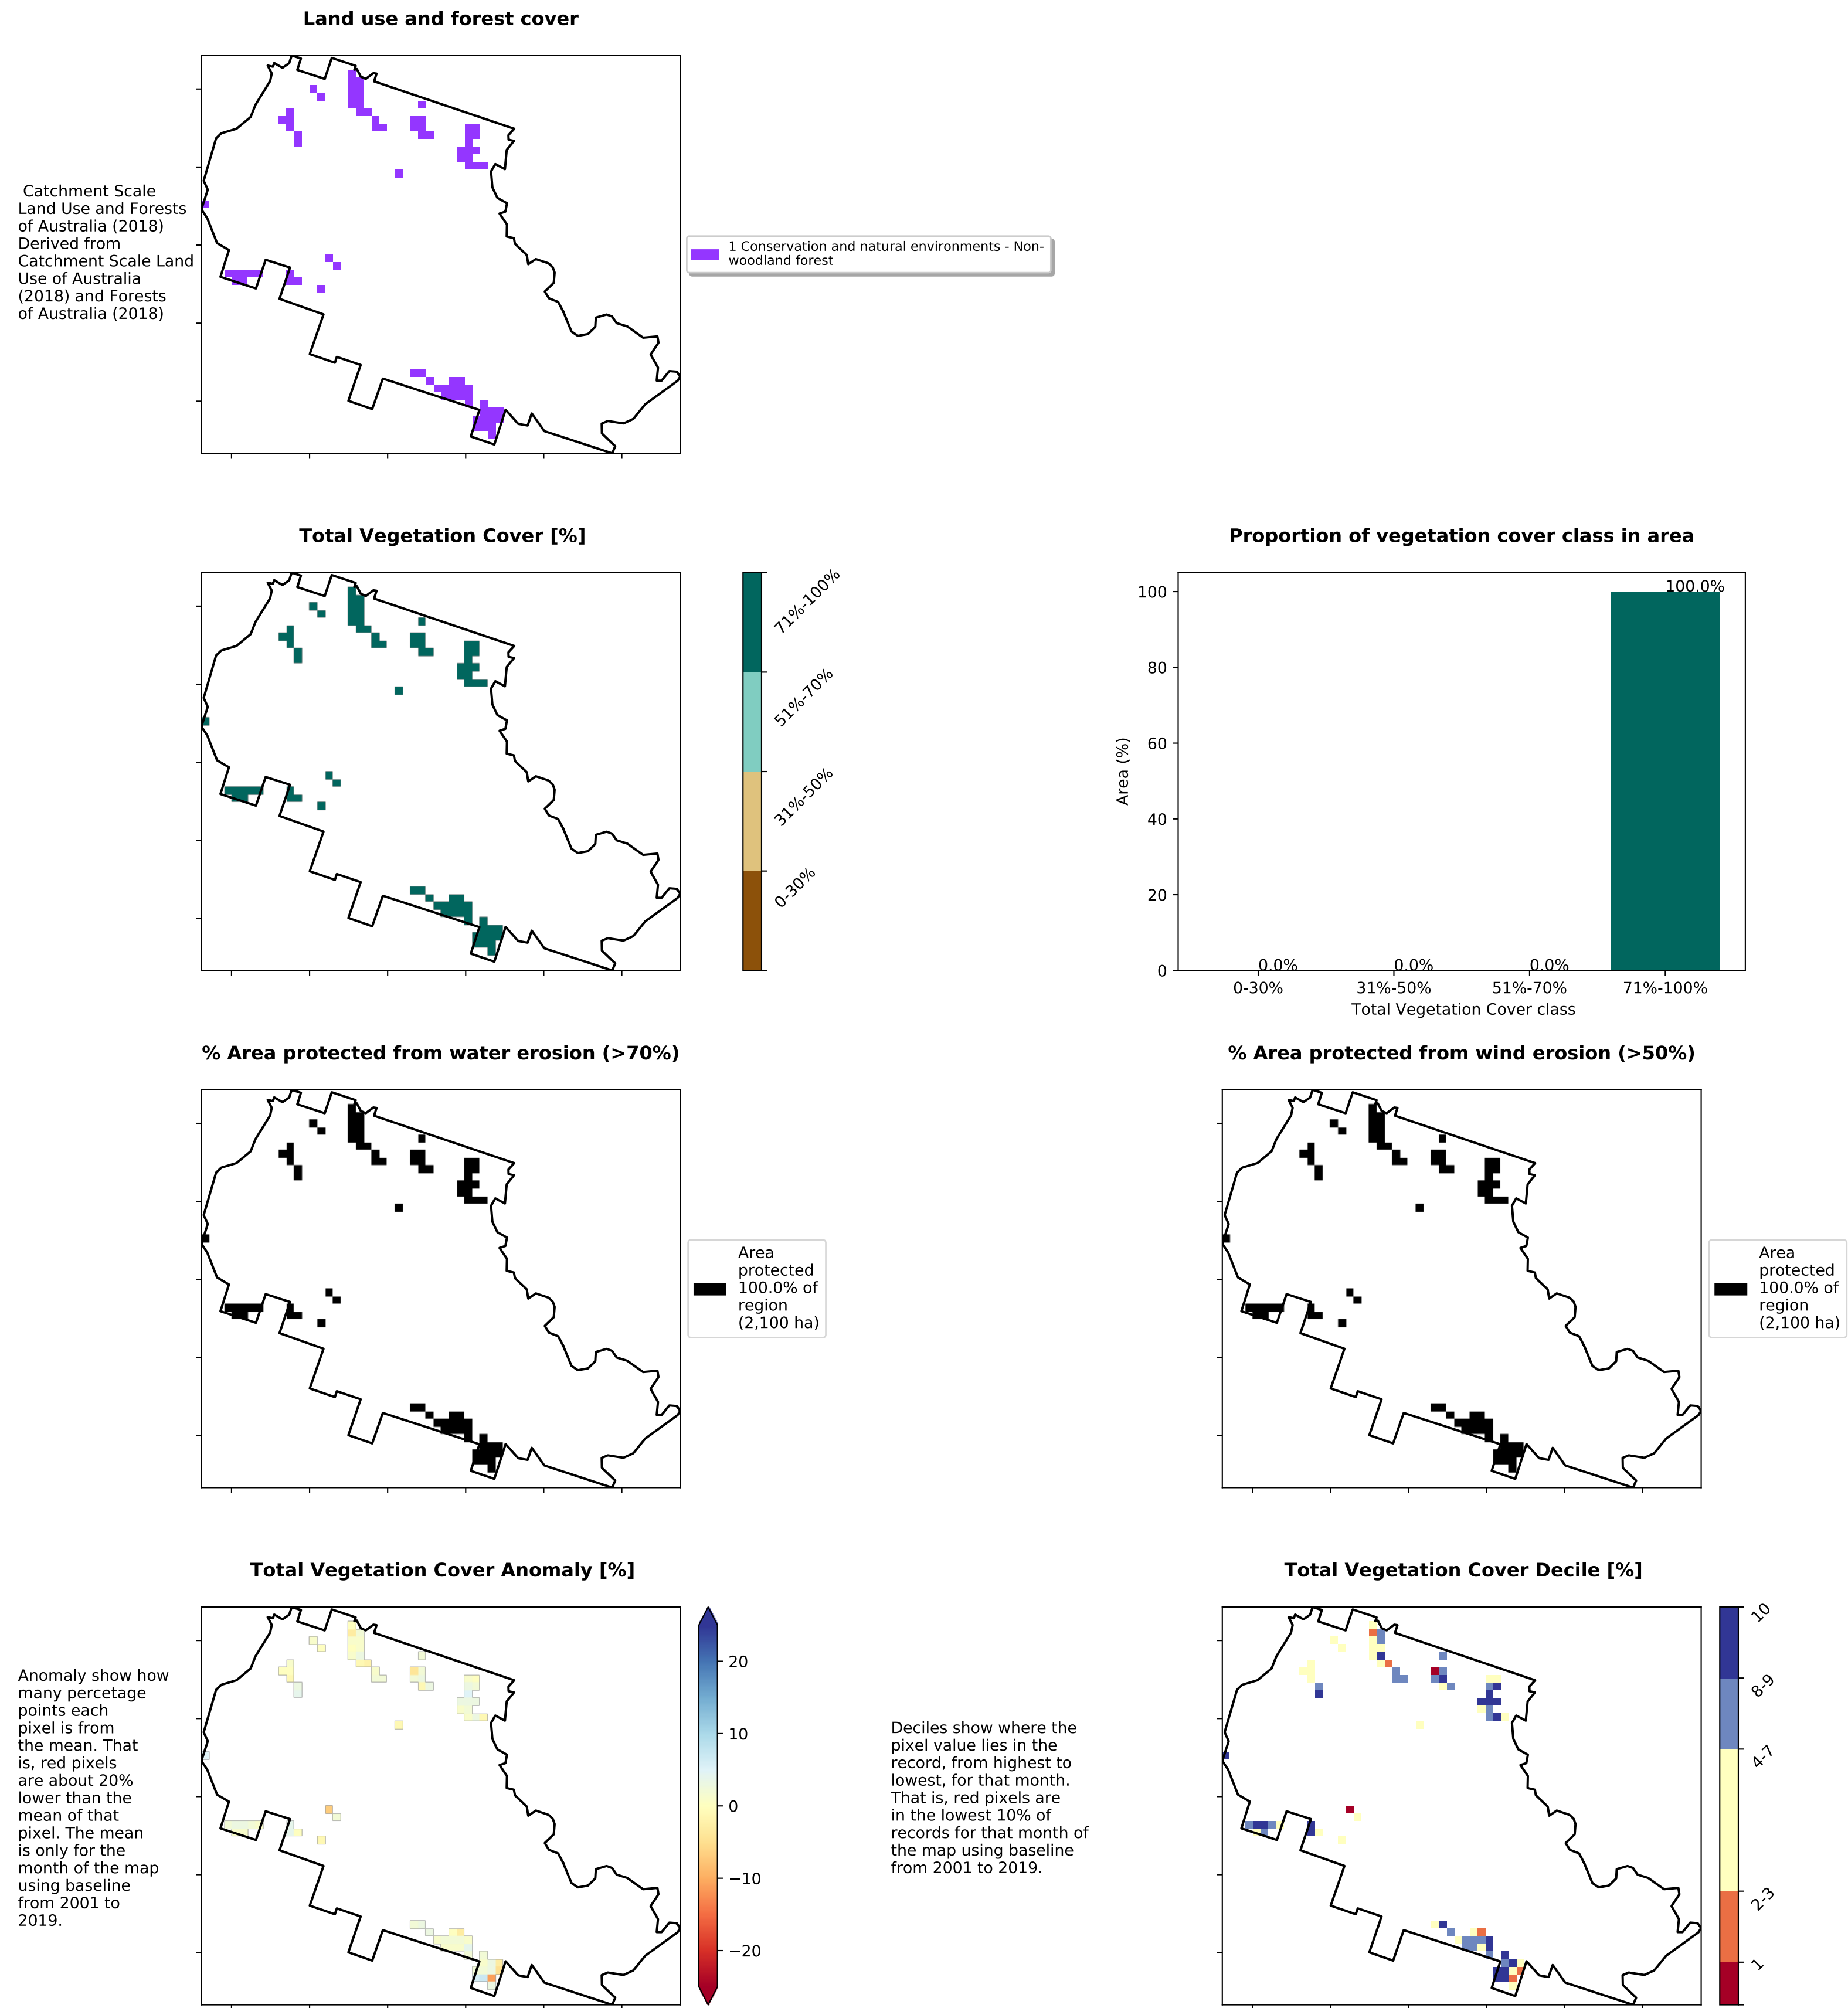 Land use and forest cover
Catchment Scale
Land Use and Forests
of Australia (2018)
Derived from
Catchment Scale Land
Use of Australia
(2018) and Forests
of Australia (2018)
1 Conservation and natural environments - Non-
woodland forest
Total Vegetation Cover [%]
71%-100%
51%-70%
31%-50%
0-30%
Proportion of vegetation cover class in area
100.0%
100
80
60
40
20
0
Area (%)
0.0%
0.0%
0.0%
0-30%
31%-50%
51%-70%
71%-100%
Total Vegetation Cover class
% Area protected from water erosion (>70%)
Area
protected
100.0% of
region
(2,100 ha)
% Area protected from wind erosion (>50%)
Area
protected
100.0% of
region
(2,100 ha)
Total Vegetation Cover Anomaly [%]
Anomaly show how
many percetage
points each
pixel is from
the mean. That
is, red pixels
are about 20%
lower than the
mean of that
pixel. The mean
is only for the
month of the map
using baseline
from 2001 to
2019.
20
10
0
−10
−20
Total Vegetation Cover Decile [%]
Deciles show where the
pixel value lies in the
record, from highest to
lowest, for that month.
That is, red pixels are
in the lowest 10% of
records for that month of
the map using baseline
from 2001 to 2019.
10
8-9
4-7
2-3
1